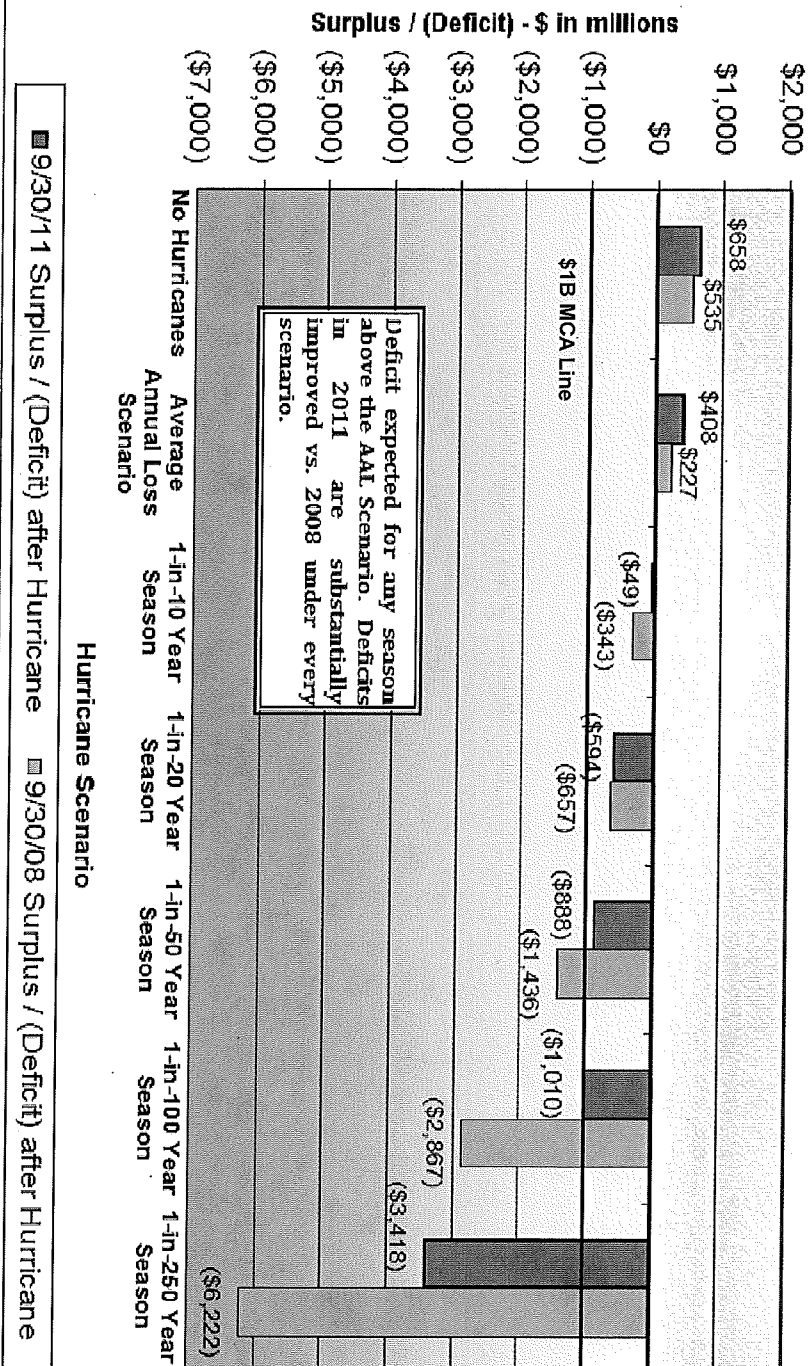 Surplus / (Deficit) - $ in millions
$2,000
$1,000
$0
($1,000)
($2,000)
($3,000)
($4,000)
($5,000)
($6,000)
($7,000)
$658
$535
$408
$227
($49)
($343)
($594)
($657)
($888)
($1,436)
($1,010)
($2,867)
($3,418)
($6,222)
$1B MCA Line
Deficit expected for any season
above the AAL Scenario. Deficits
in 2011 are substantially
improved vs. 2008 under every
scenario.
No Hurricanes
Average
Annual Loss
Scenario
1-in-10 Year
Season
1-in-20 Year
Season
1-in-50 Year
Season
1-in-100 Year
Season
1-in-250 Year
Season
Hurricane Scenario
9/30/11 Surplus / (Deficit) after Hurricane
9/30/08 Surplus / (Deficit) after Hurricane